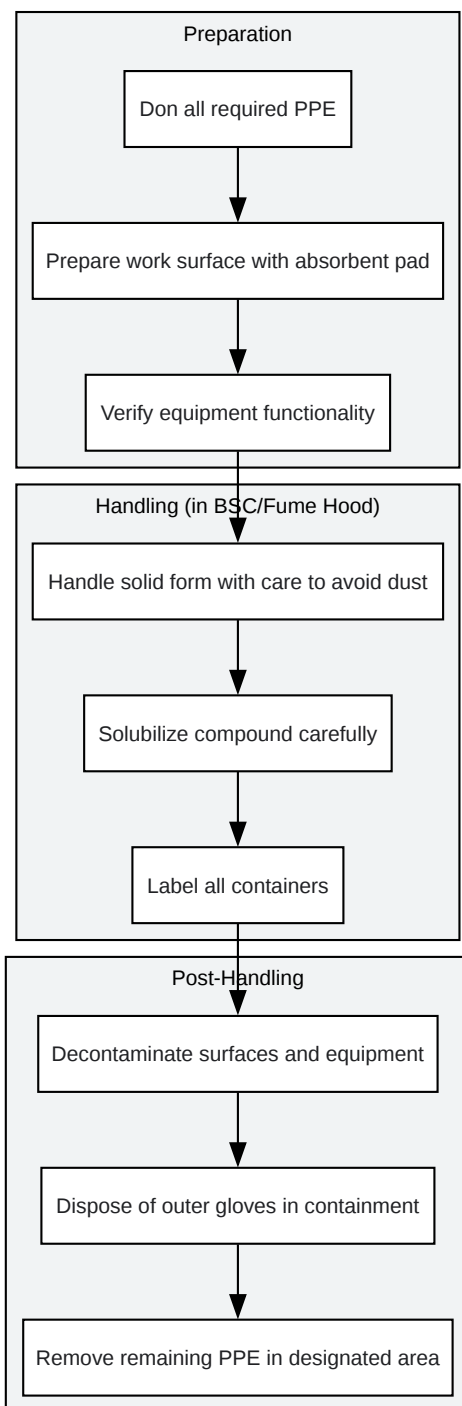 Preparation
Don all required PPE
Prepare work surface with absorbent pad
Verify equipment functionality
Handling (in BSC/Fume Hood)
Handle solid form with care to avoid dust
Solubilize compound carefully
Label all containers
Post-Handling
Decontaminate surfaces and equipment
Dispose of outer gloves in containment
Remove remaining PPE in designated area